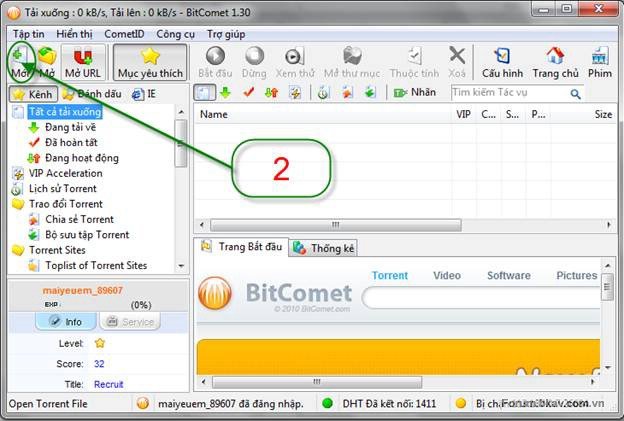 Tải xuống : 0 kB/s, Tải lên : 0 kB/s - BitComet 1.30
Tập tin Hiển thị CometID Công cụ Trợ giúp
Mới Mở Mở URL Mục yêu thích Bắt đầu Dừng Xem thử Mở thư mục Thuộc tính Xoá Cấu hình Trang chủ Phim
Kênh Đánh dấu IE
Nhãn Tìm kiếm Tác vụ
Tất cả tải xuống
Đang tải về
Đã hoàn tất
Đang hoạt động
VIP Acceleration
Lịch sử Torrent
Trao đổi Torrent
Chia sẻ Torrent
Bộ sưu tập Torrent
Torrent Sites
Toplist of Torrent Sites
Name VIP C... S... P... Size
2
Trang Bắt đầu Thống kê
Torrent Video Software Pictures
BitComet
© 2010 BitComet.com
maiyeuem_89607
EXP: (0%)
Info Service
Level:
Score: 32
Title: Recruit
Open Torrent File maiyeuem_89607 đã đăng nhập. DHT Đã kết nối: 1411 Bị chặn
Forum.bkav.com.vn